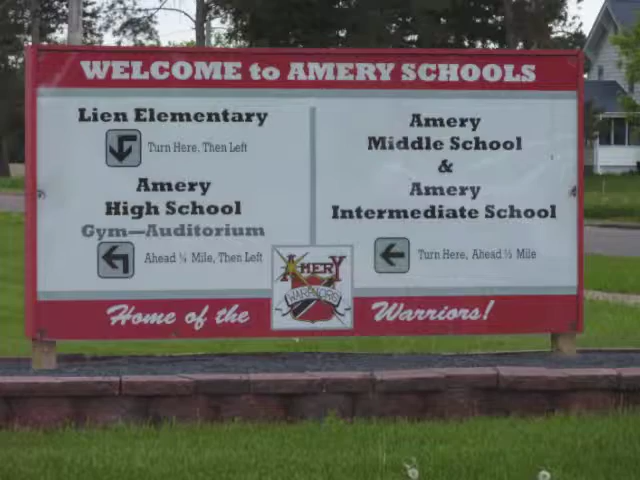 WELCOME to AMERY SCHOOLS
Lien Elementary
Turn Here, Then Left
Amery
High School
Gym—Auditorium
Ahead ¼ Mile, Then Left
Amery
Middle School
&
Amery
Intermediate School
Turn Here, Ahead ½ Mile
AMERY
WARRIORS
Home of the Warriors!